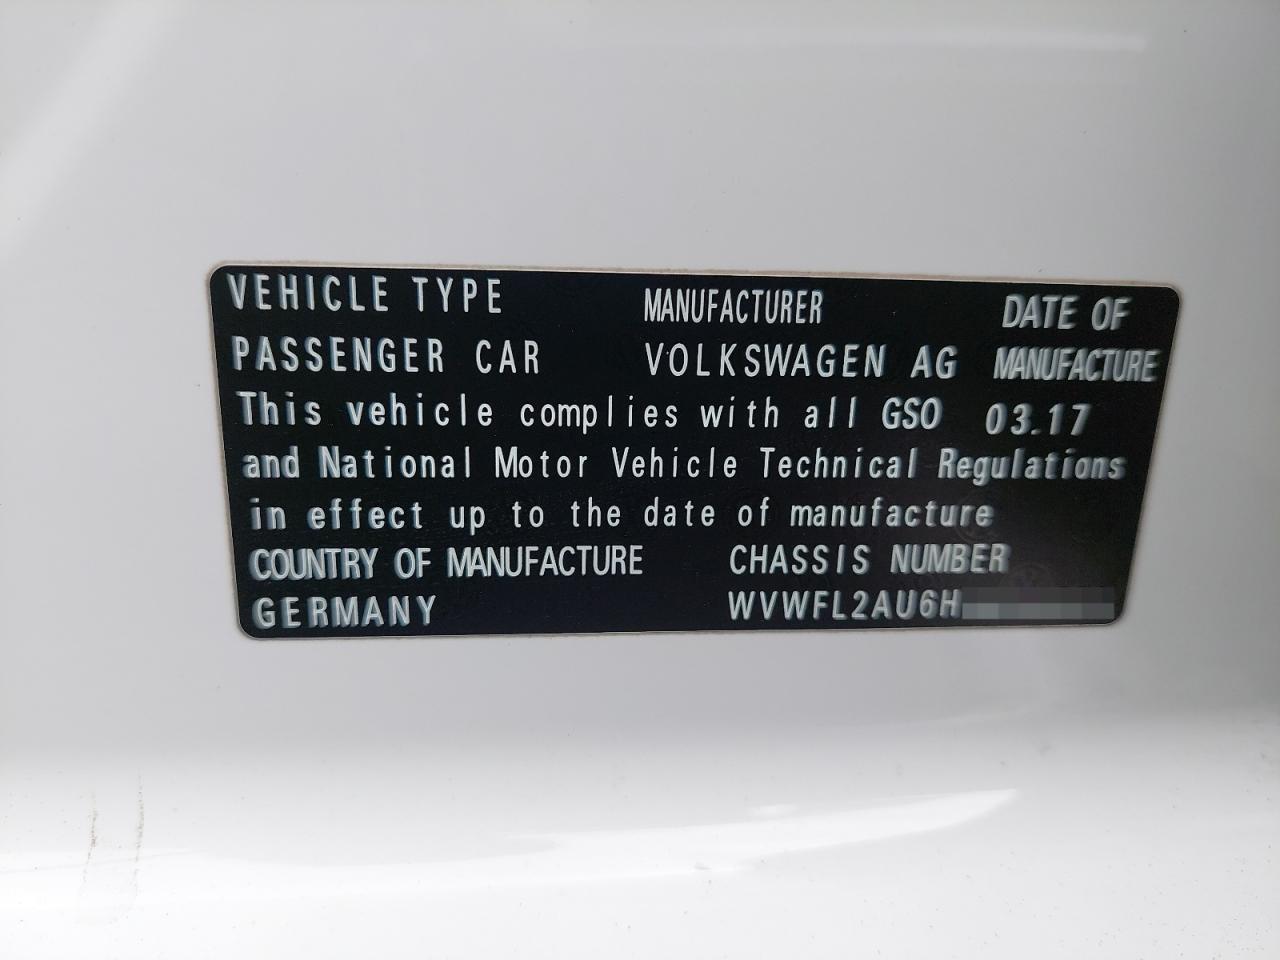 VEHICLE TYPE MANUFACTURER DATE OF
PASSENGER CAR VOLKSWAGEN AG MANUFACTURE
This vehicle complies with all GSO 03.17
and National Motor Vehicle Technical Regulations
in effect up to the date of manufacture
COUNTRY OF MANUFACTURE CHASSIS NUMBER
GERMANY WVWFL2AU6H